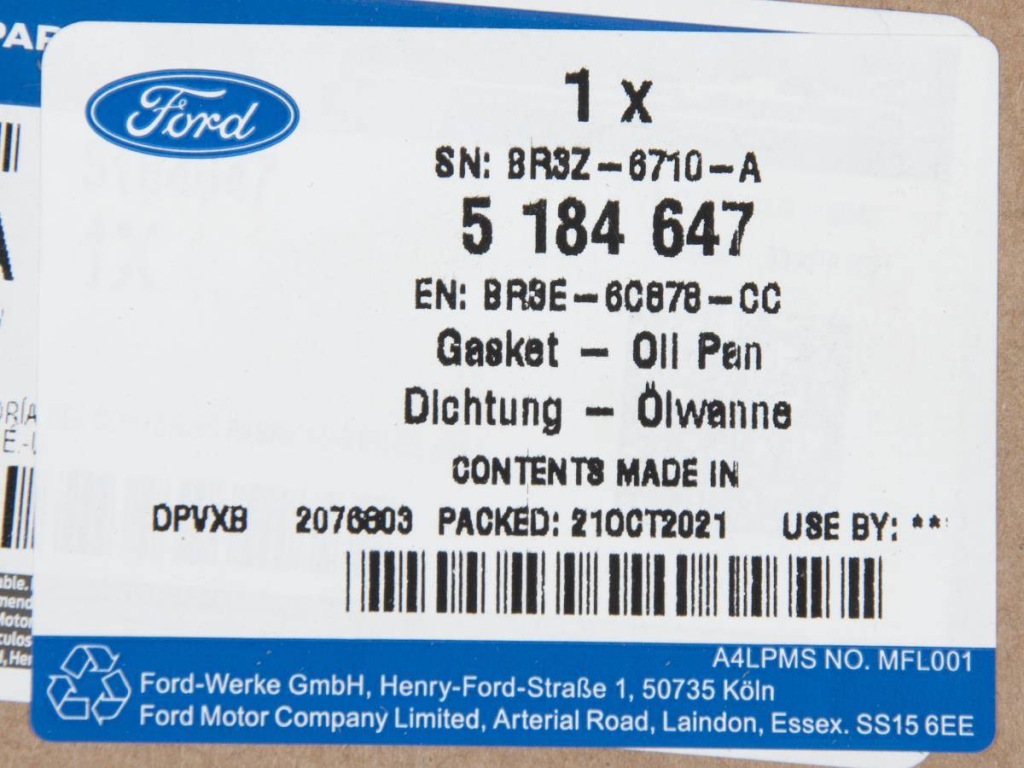 PAR
Ford
1 x
SN: BR3Z-6710-A
5 184 647
EN: BR3E-6C878-CC
Gasket - Oil Pan
Dichtung - Ölwanne
CONTENTS MADE IN
DPVXB 2076803 PACKED: 21OCT2021 USE BY: **
A4LPMS NO. MFL001
Ford-Werke GmbH, Henry-Ford-Straße 1, 50735 Köln
Ford Motor Company Limited, Arterial Road, Laindon, Essex. SS15 6EE